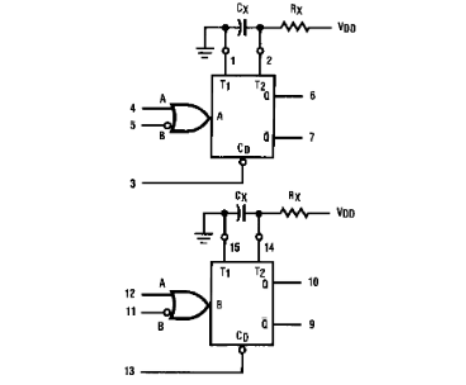 CX RX
VDD
1 2
T1 T2
Q 6
4 A
5 B
A
Q̅ 7
CD
3
CX RX
VDD
15 14
T1 T2
Q 10
12 A
11 B
B
Q̅ 9
CD
13